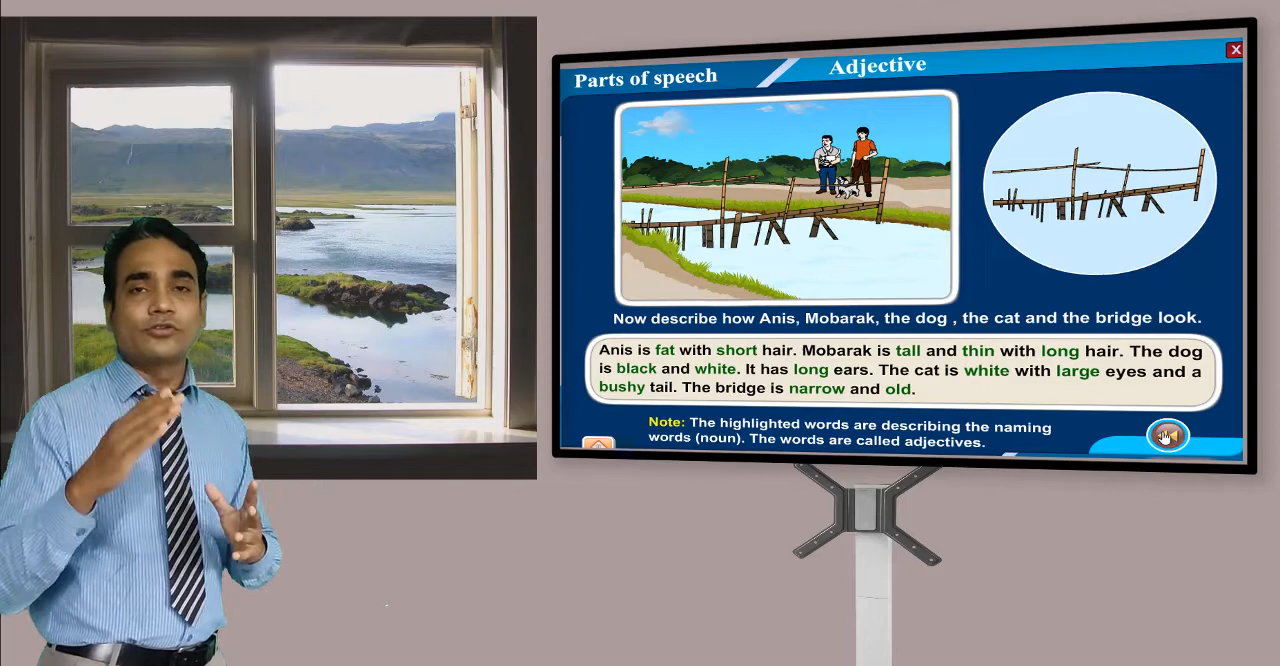 Parts of speech
Adjective
X
Now describe how Anis, Mobarak, the dog , the cat and the bridge look.
Anis is fat with short hair. Mobarak is tall and thin with long hair. The dog
is black and white. It has long ears. The cat is white with large eyes and a
bushy tail. The bridge is narrow and old.
Note: The highlighted words are describing the naming
words (noun). The words are called adjectives.